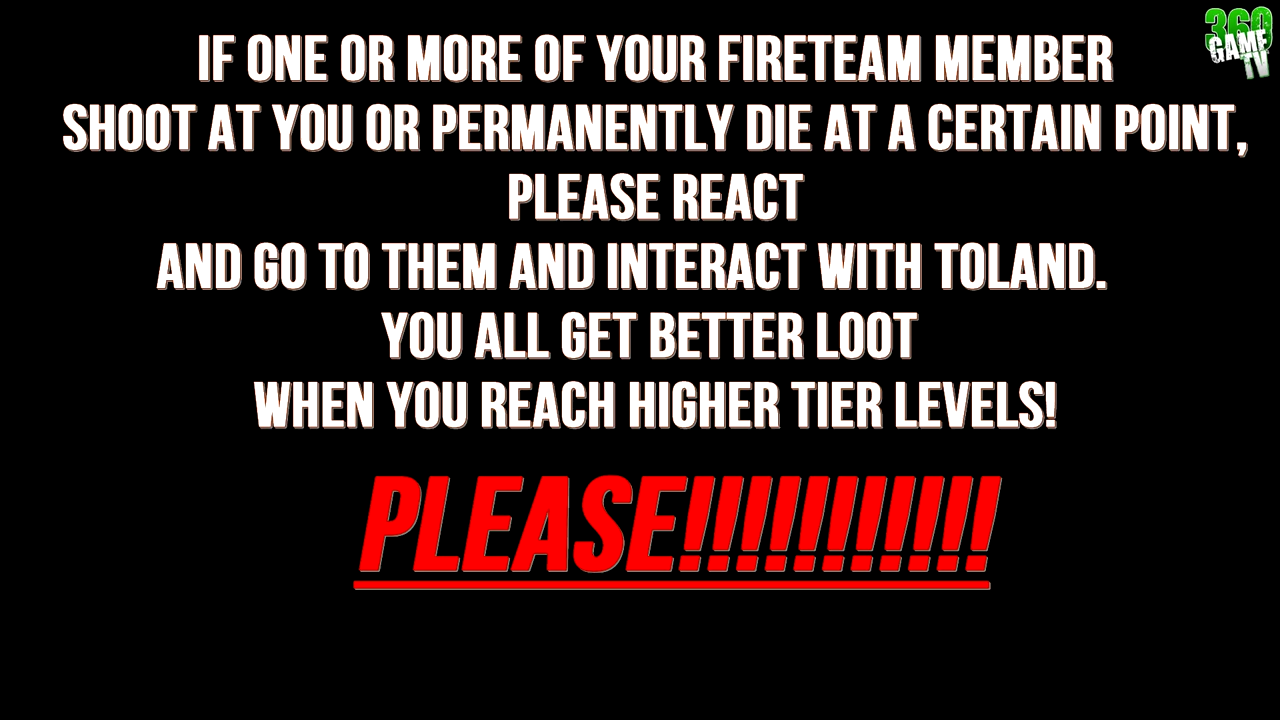 360
GAME
TV
IF ONE OR MORE OF YOUR FIRETEAM MEMBER
SHOOT AT YOU OR PERMANENTLY DIE AT A CERTAIN POINT,
PLEASE REACT
AND GO TO THEM AND INTERACT WITH TOLAND.
YOU ALL GET BETTER LOOT
WHEN YOU REACH HIGHER TIER LEVELS!
PLEASE!!!!!!!!!!!!